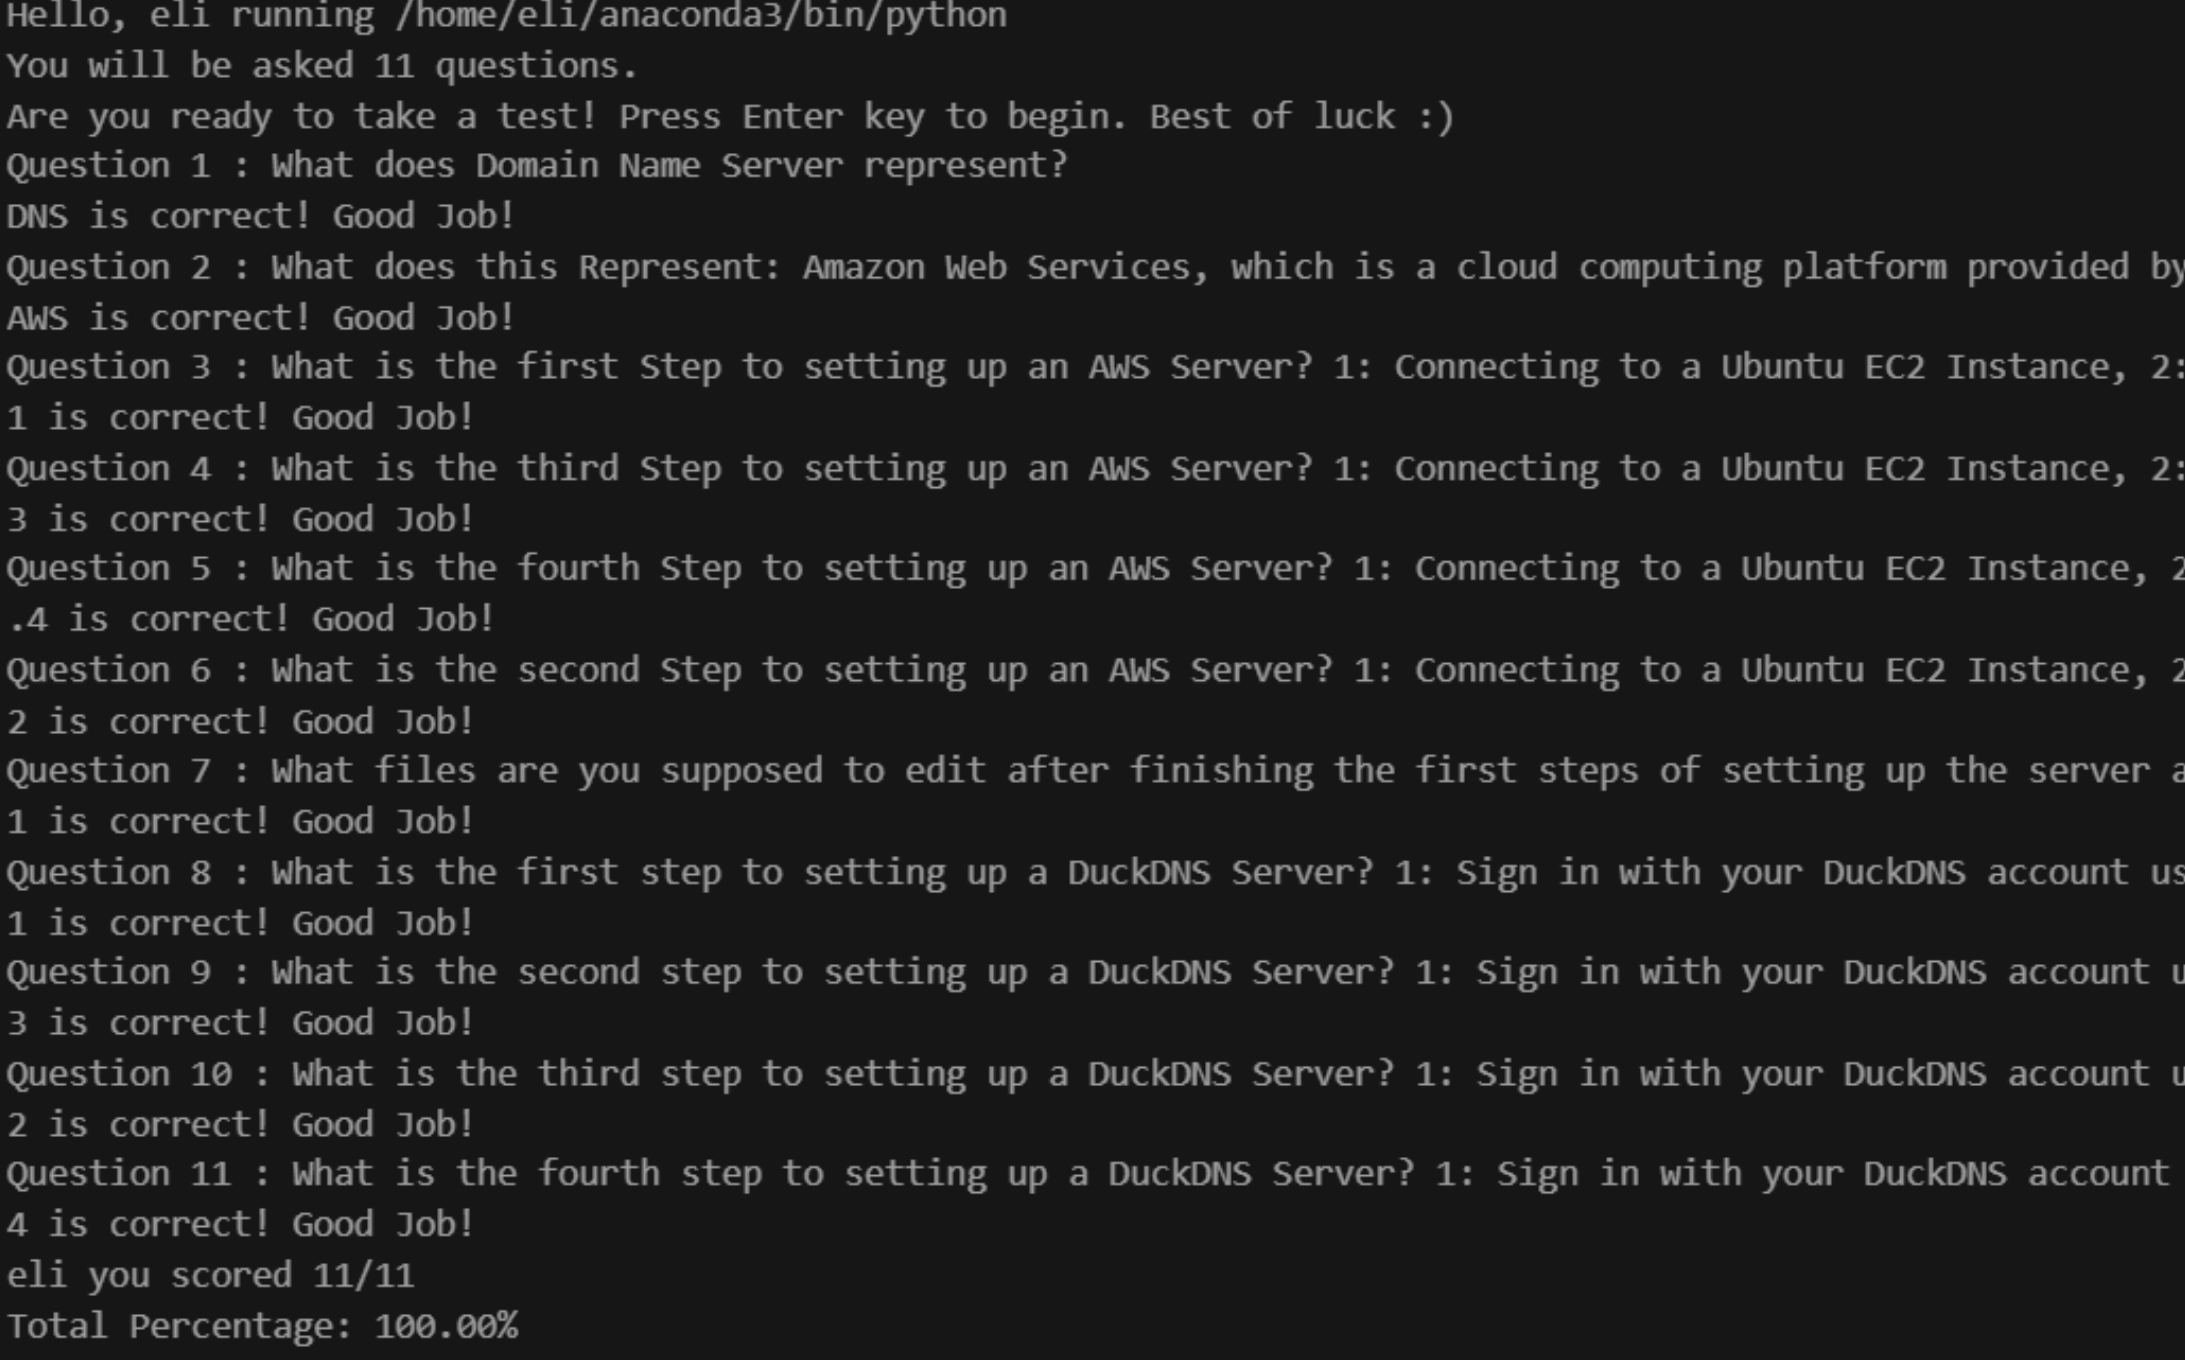 Hello, eli running /home/eli/anaconda3/bin/python
You will be asked 11 questions.
Are you ready to take a test! Press Enter key to begin. Best of luck :)
Question 1 : What does Domain Name Server represent?
DNS is correct! Good Job!
Question 2 : What does this Represent: Amazon Web Services, which is a cloud computing platform provided by
AWS is correct! Good Job!
Question 3 : What is the first Step to setting up an AWS Server? 1: Connecting to a Ubuntu EC2 Instance, 2:
1 is correct! Good Job!
Question 4 : What is the third Step to setting up an AWS Server? 1: Connecting to a Ubuntu EC2 Instance, 2:
3 is correct! Good Job!
Question 5 : What is the fourth Step to setting up an AWS Server? 1: Connecting to a Ubuntu EC2 Instance, 2
.4 is correct! Good Job!
Question 6 : What is the second Step to setting up an AWS Server? 1: Connecting to a Ubuntu EC2 Instance, 2
2 is correct! Good Job!
Question 7 : What files are you supposed to edit after finishing the first steps of setting up the server a
1 is correct! Good Job!
Question 8 : What is the first step to setting up a DuckDNS Server? 1: Sign in with your DuckDNS account us
1 is correct! Good Job!
Question 9 : What is the second step to setting up a DuckDNS Server? 1: Sign in with your DuckDNS account u
3 is correct! Good Job!
Question 10 : What is the third step to setting up a DuckDNS Server? 1: Sign in with your DuckDNS account u
2 is correct! Good Job!
Question 11 : What is the fourth step to setting up a DuckDNS Server? 1: Sign in with your DuckDNS account
4 is correct! Good Job!
eli you scored 11/11
Total Percentage: 100.00%